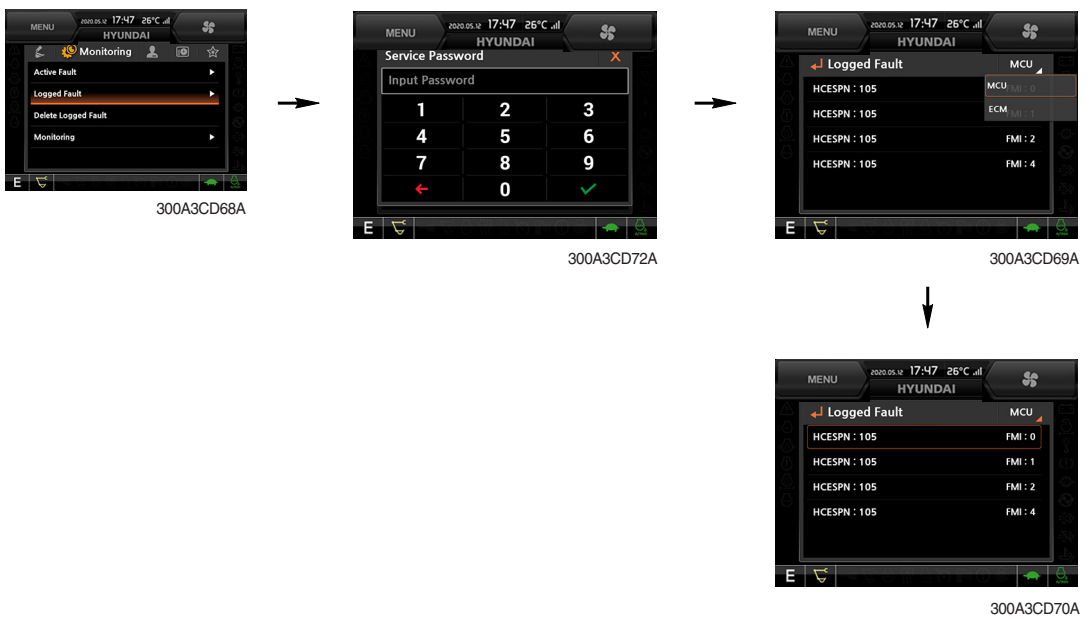 MENU
2020.05.12 17:47 26°C
HYUNDAI
Monitoring
Active Fault
Logged Fault
Delete Logged Fault
Monitoring
E
300A3CD68A
MENU
2020.05.12 17:47 26°C
HYUNDAI
Service Password
X
Input Password
1 2 3
4 5 6
7 8 9
0
E
300A3CD72A
MENU
2020.05.12 17:47 26°C
HYUNDAI
Logged Fault MCU
HCESPN : 105 FMI : 0
MCU
HCESPN : 105 FMI : 1
ECM
HCESPN : 105 FMI : 2
HCESPN : 105 FMI : 4
E
300A3CD69A
MENU
2020.05.12 17:47 26°C
HYUNDAI
Logged Fault MCU
HCESPN : 105 FMI : 0
HCESPN : 105 FMI : 1
HCESPN : 105 FMI : 2
HCESPN : 105 FMI : 4
E
300A3CD70A